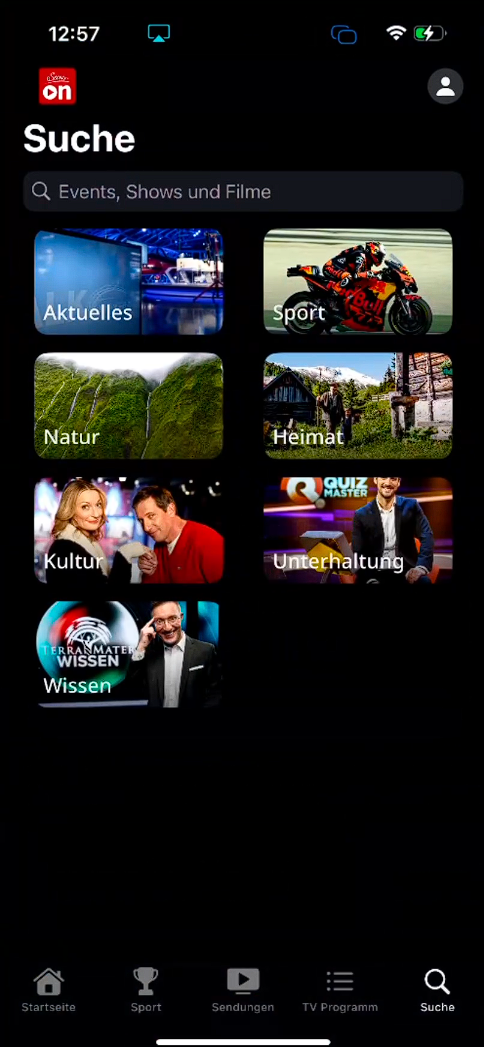 12:57
Servus
on
Suche
Events, Shows und Filme
Aktuelles
Sport
Natur
Heimat
Kultur
QUIZ
MASTER
Unterhaltung
TERRA MATER
WISSEN
Wissen
Startseite
Sport
Sendungen
TV Programm
Suche